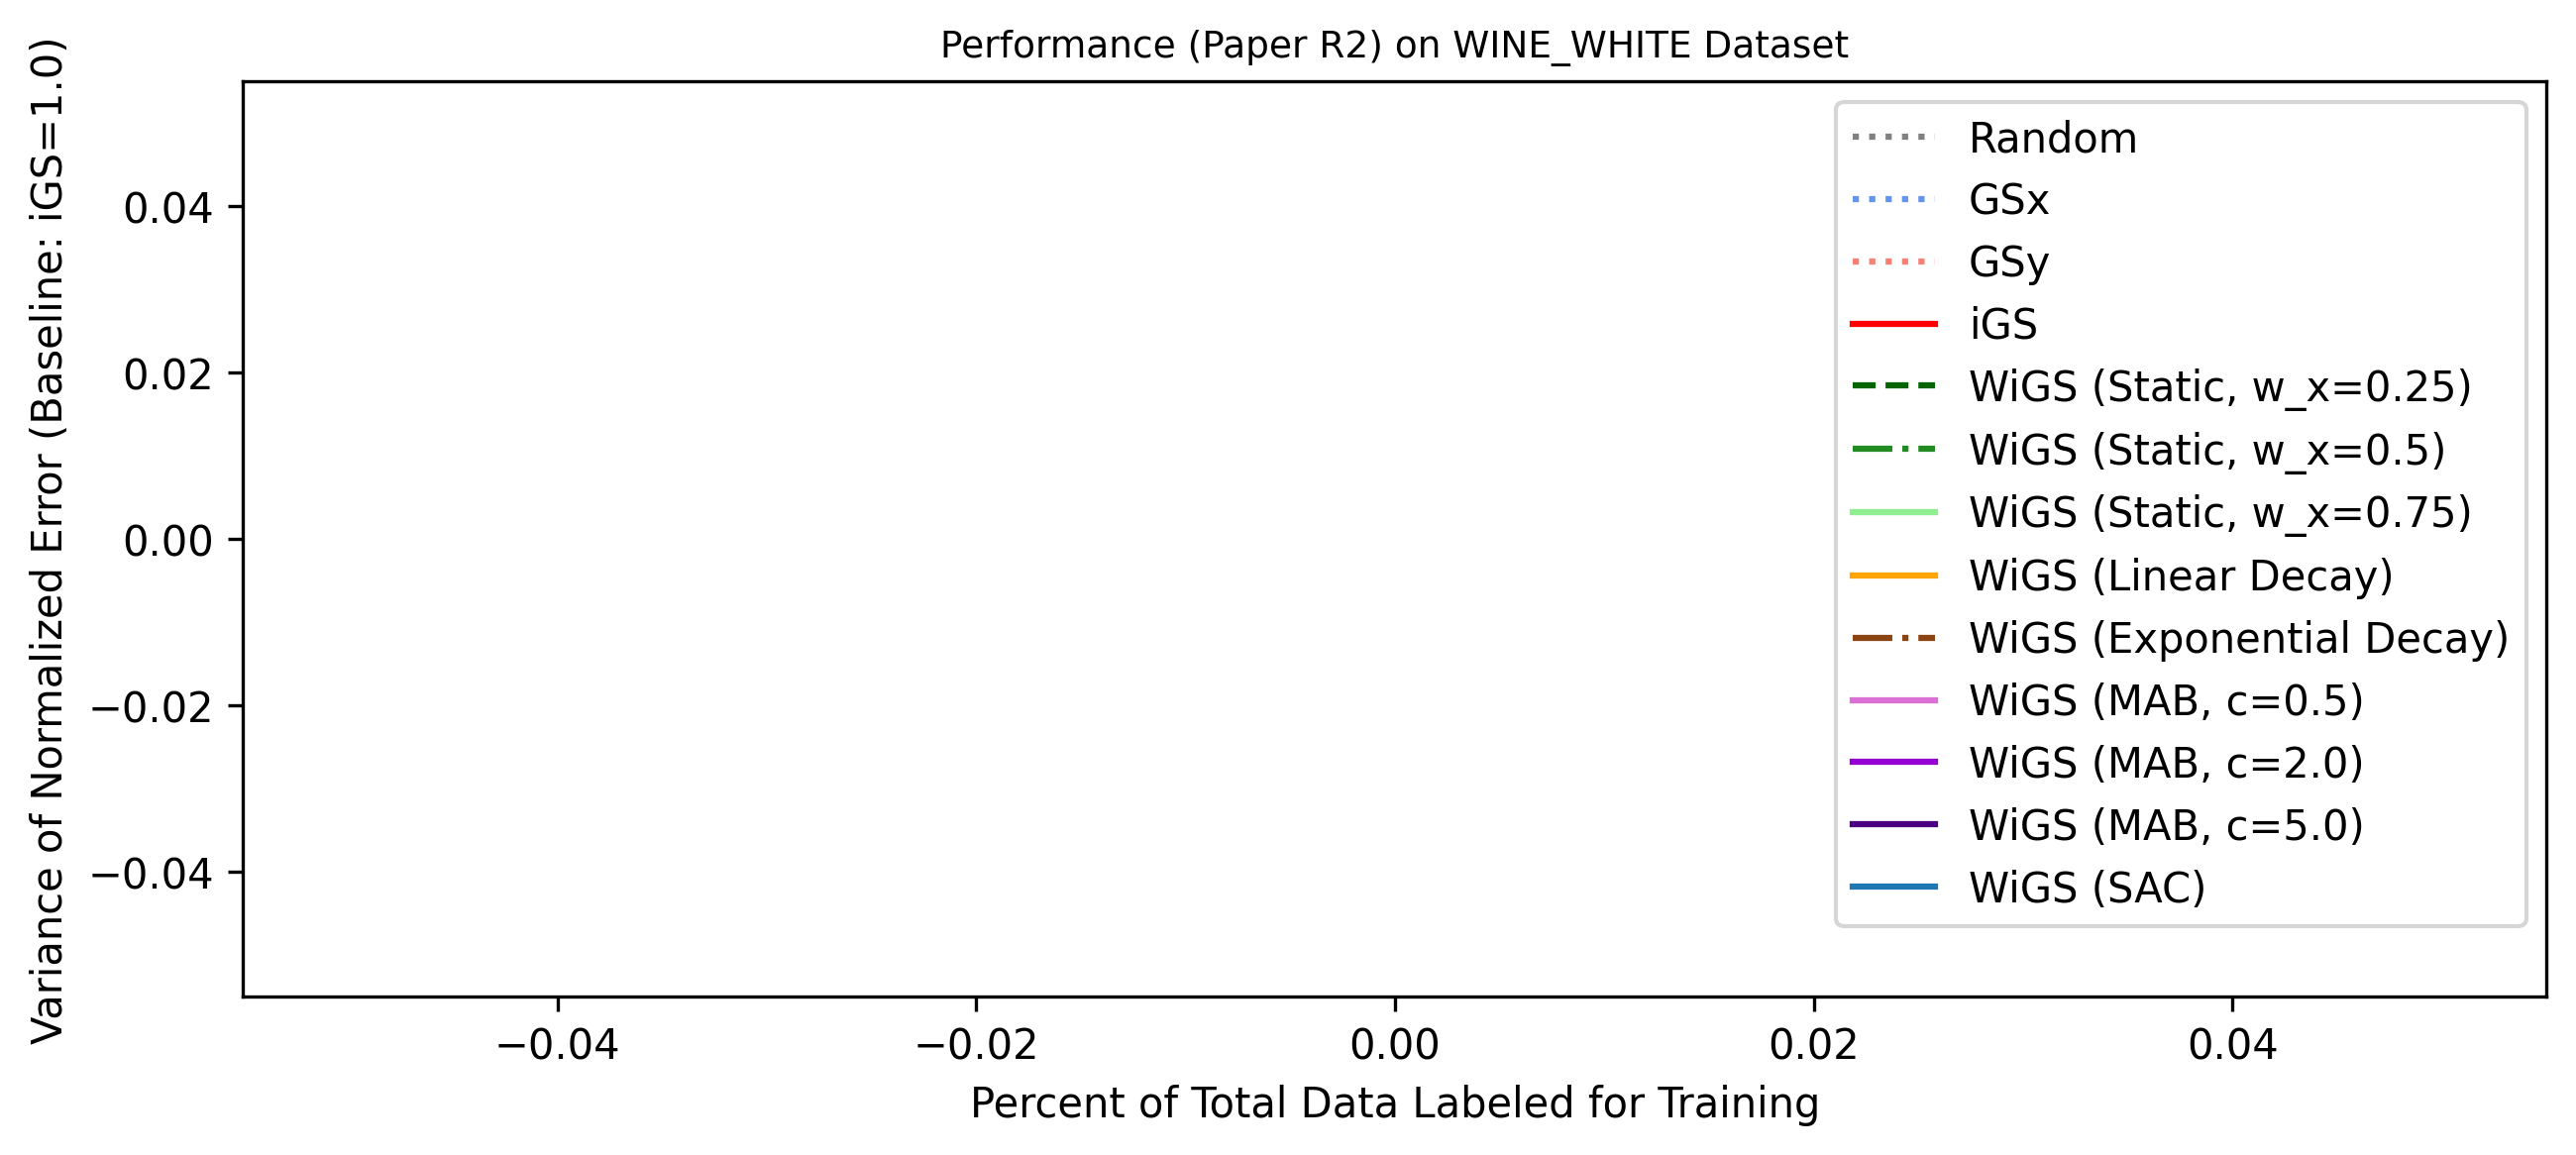 Performance (Paper R2) on WINE_WHITE Dataset
Variance of Normalized Error (Baseline: iGS=1.0)
0.04
0.02
0.00
−0.02
−0.04
Random
GSx
GSy
iGS
WiGS (Static, w_x=0.25)
WiGS (Static, w_x=0.5)
WiGS (Static, w_x=0.75)
WiGS (Linear Decay)
WiGS (Exponential Decay)
WiGS (MAB, c=0.5)
WiGS (MAB, c=2.0)
WiGS (MAB, c=5.0)
WiGS (SAC)
−0.04 −0.02 0.00 0.02 0.04
Percent of Total Data Labeled for Training